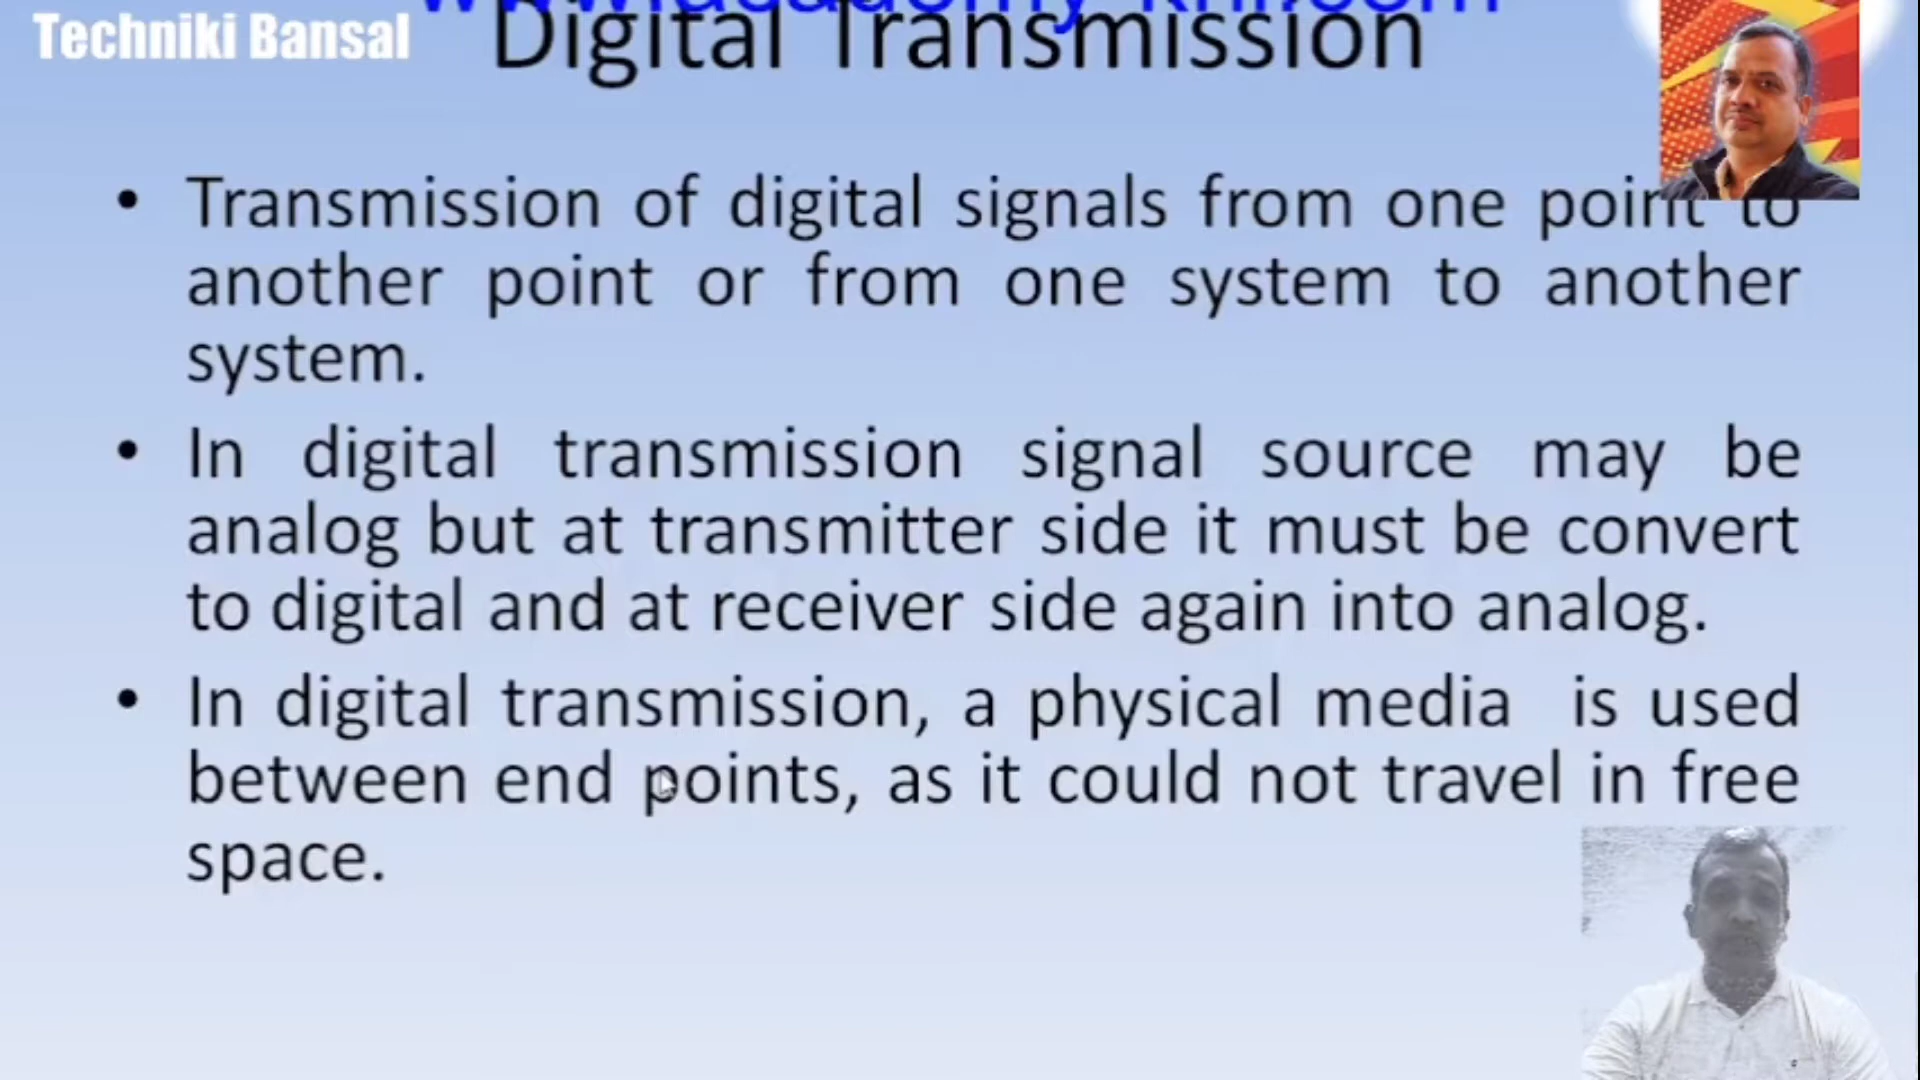 Techniki Bansal
Digital Transmission
• Transmission of digital signals from one point to
another point or from one system to another
system.
• In digital transmission signal source may be
analog but at transmitter side it must be convert
to digital and at receiver side again into analog.
• In digital transmission, a physical media is used
between end points, as it could not travel in free
space.